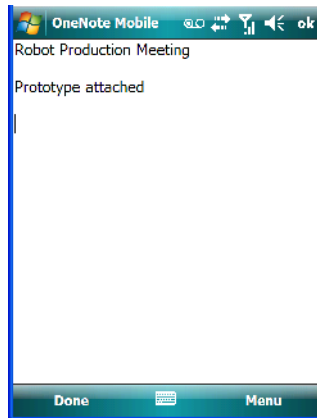 OneNote Mobile ok
Robot Production Meeting
Prototype attached
Done Menu